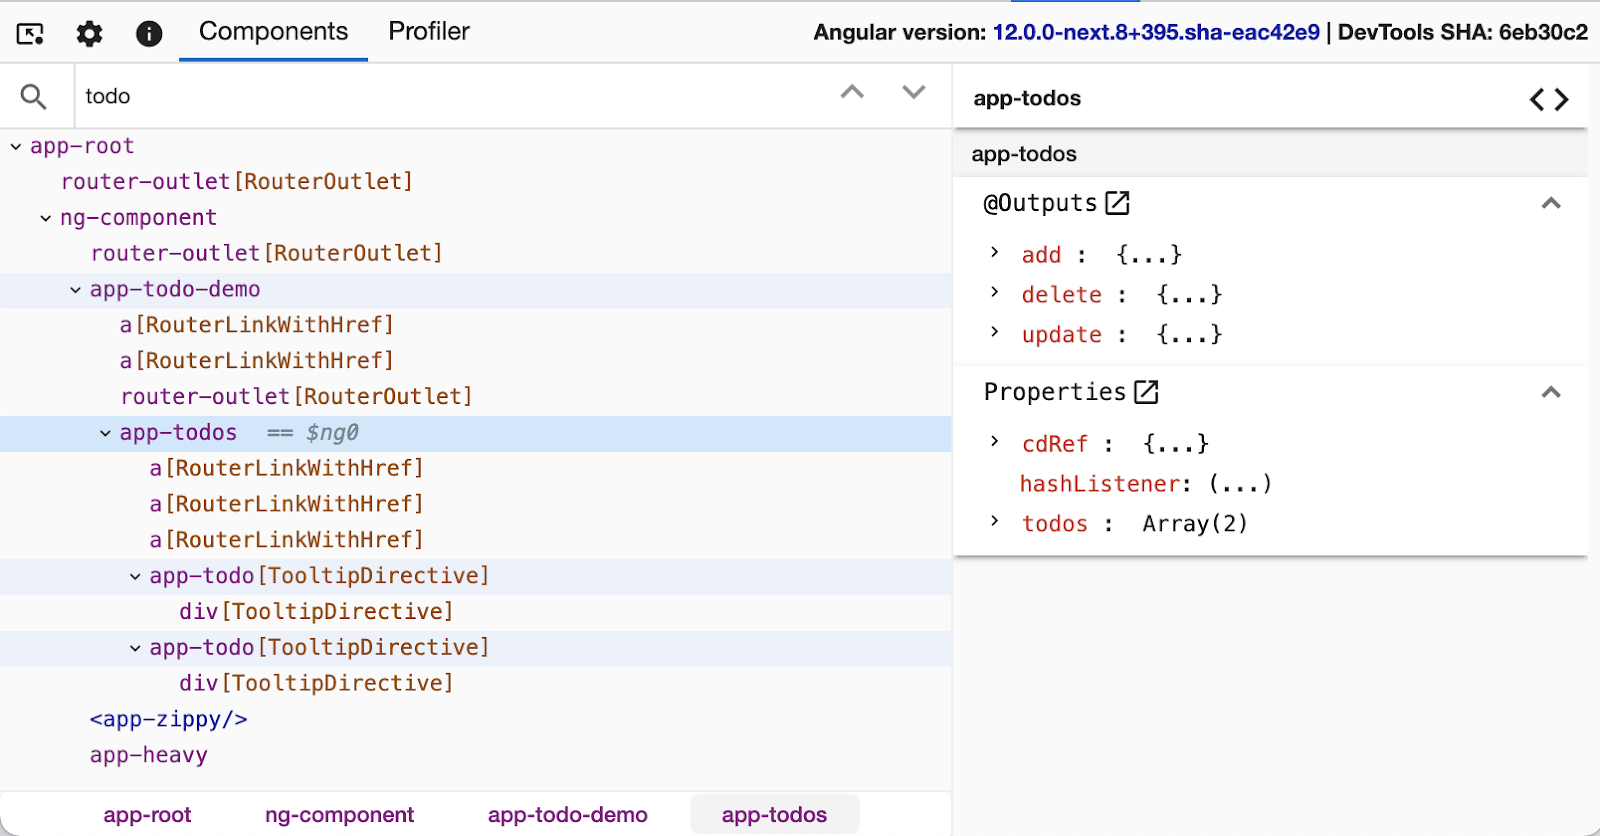 Components Profiler Angular version: 12.0.0-next.8+395.sha-eac42e9 | DevTools SHA: 6eb30c2
todo
app-root
router-outlet[RouterOutlet]
ng-component
router-outlet[RouterOutlet]
app-todo-demo
a[RouterLinkWithHref]
a[RouterLinkWithHref]
router-outlet[RouterOutlet]
app-todos == $ng0
a[RouterLinkWithHref]
a[RouterLinkWithHref]
a[RouterLinkWithHref]
app-todo[TooltipDirective]
div[TooltipDirective]
app-todo[TooltipDirective]
div[TooltipDirective]
<app-zippy/>
app-heavy
app-root ng-component app-todo-demo app-todos
app-todos
app-todos
@Outputs
add : {...}
delete : {...}
update : {...}
Properties
cdRef : {...}
hashListener: (...)
todos : Array(2)